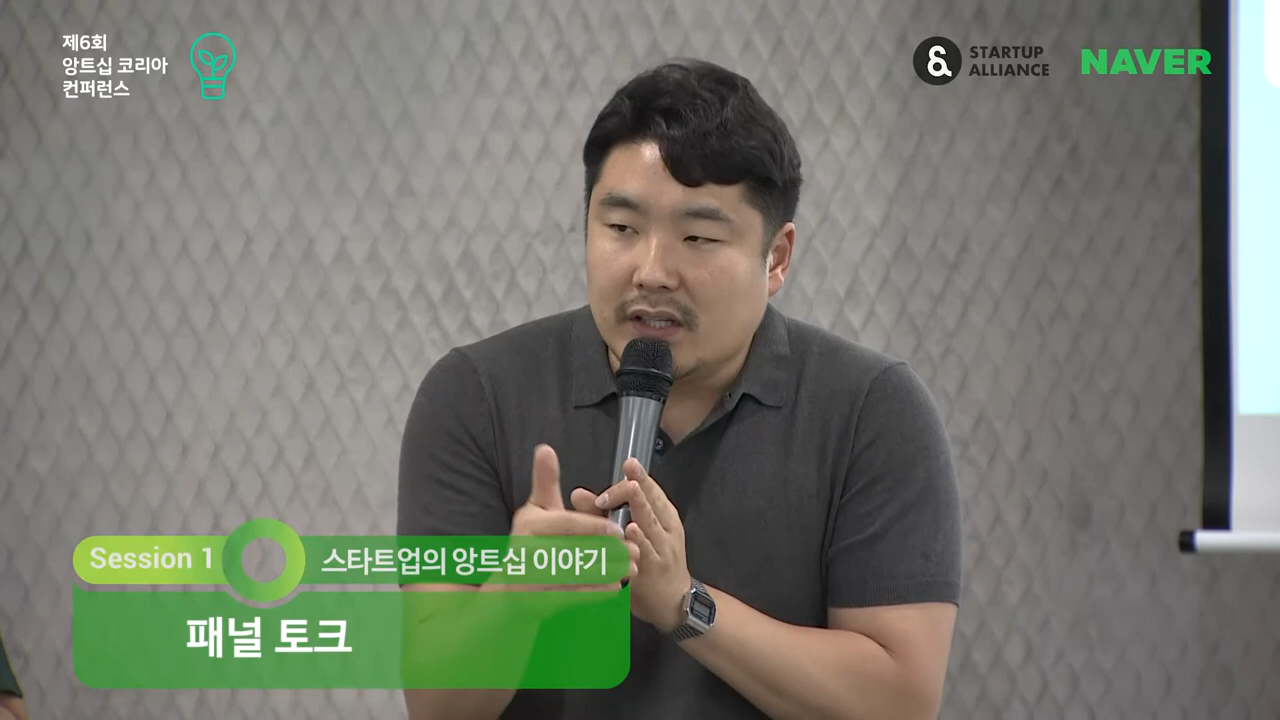 제6회
앙트십 코리아
컨퍼런스
& STARTUP
ALLIANCE
NAVER
Session 1
스타트업의 앙트십 이야기
패널 토크